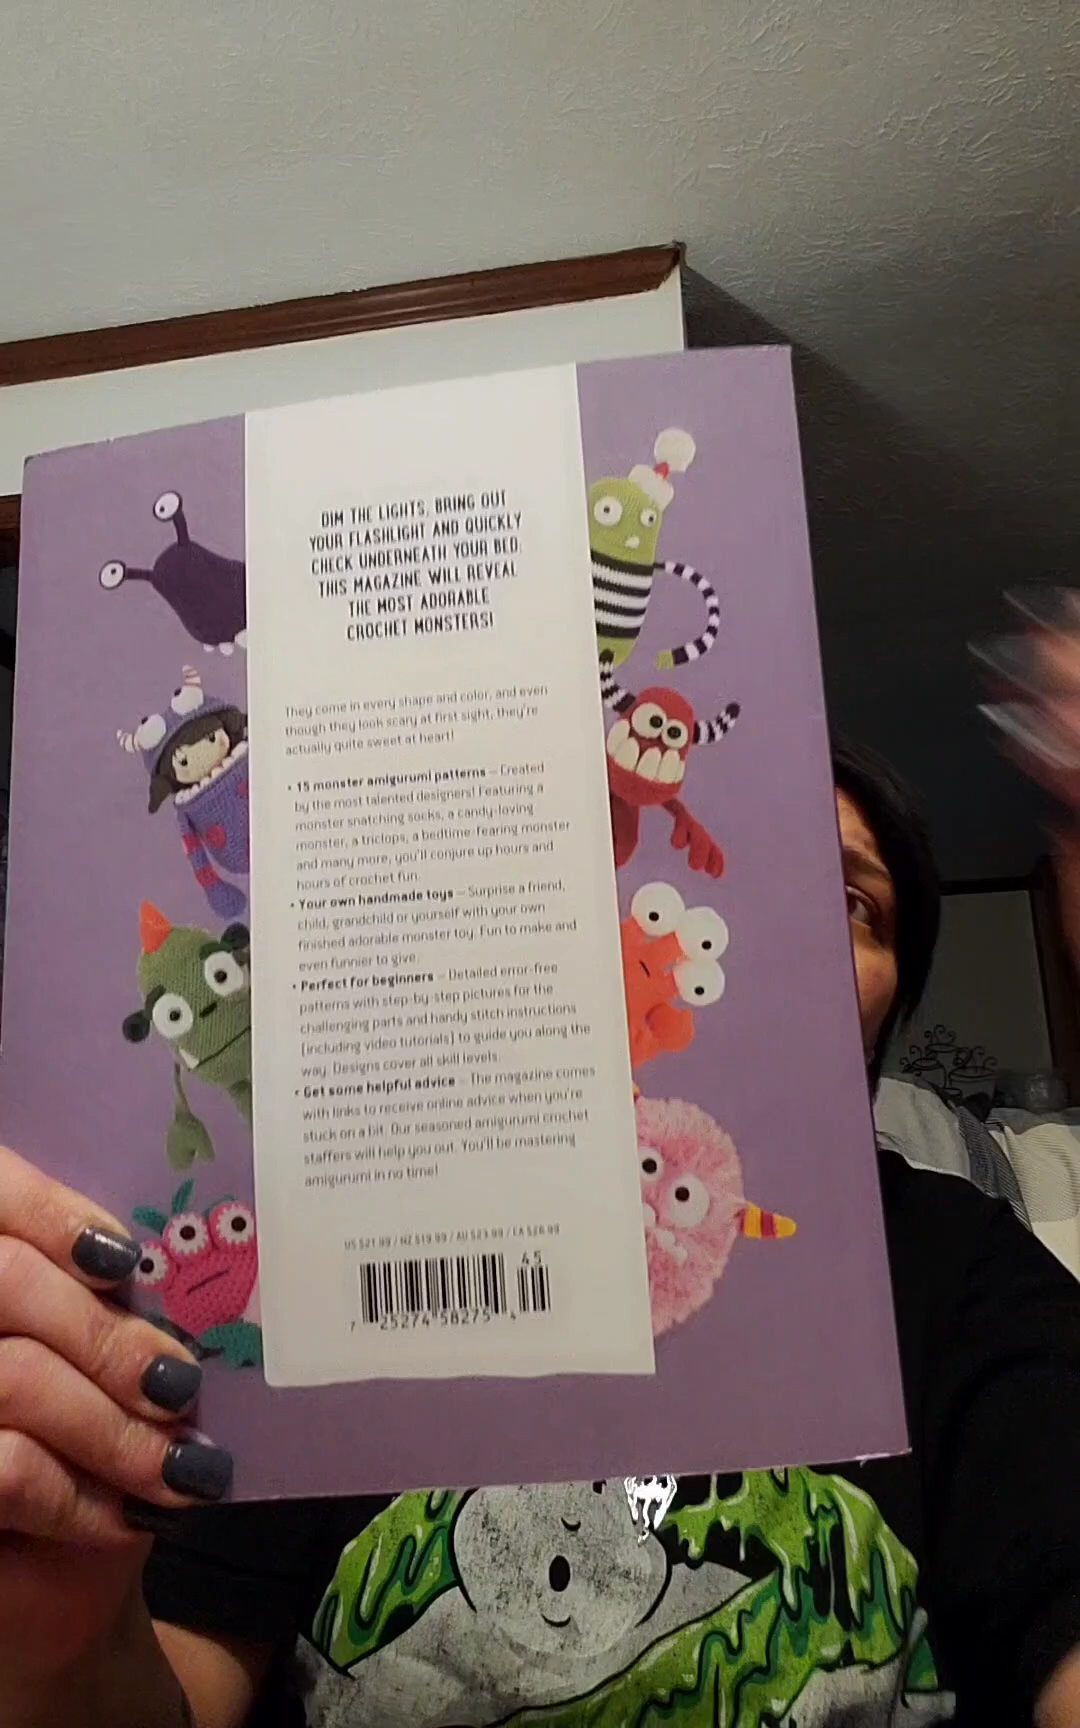 DIM THE LIGHTS, BRING OUT
YOUR FLASHLIGHT AND QUICKLY
CHECK UNDERNEATH YOUR BED.
THIS MAGAZINE WILL REVEAL
THE MOST ADORABLE
CROCHET MONSTERS!
They come in every shape and color, and even
though they look scary at first sight, they're
actually quite sweet at heart!
• 15 monster amigurumi patterns – Created
by the most talented designers! Featuring a
monster snatching socks, a candy-loving
monster, a triclops, a bedtime-fearing monster
and many more, you'll conjure up hours and
hours of crochet fun.
• Your own handmade toys – Surprise a friend,
child, grandchild or yourself with your own
finished adorable monster toy. Fun to make and
even funnier to give.
• Perfect for beginners – Detailed error-free
patterns with step-by-step pictures for the
challenging parts and handy stitch instructions
(including video tutorials) to guide you along the
way. Designs cover all skill levels.
• Get some helpful advice – The magazine comes
with links to receive online advice when you're
stuck on a bit. Our seasoned amigurumi crochet
staffers will help you out. You'll be mastering
amigurumi in no time!
US $21.99 / NZ $19.99 / AU $23.99 / CA $26.99
45
7 25274 58275 4